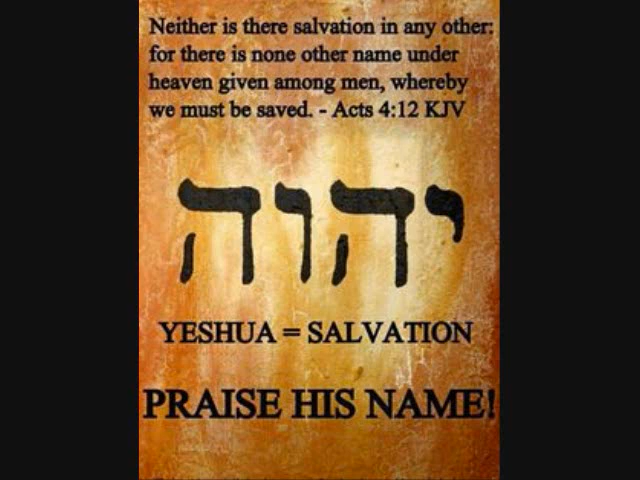 Neither is there salvation in any other:
for there is none other name under
heaven given among men, whereby
we must be saved. - Acts 4:12 KJV
יהוה
YESHUA = SALVATION
PRAISE HIS NAME!